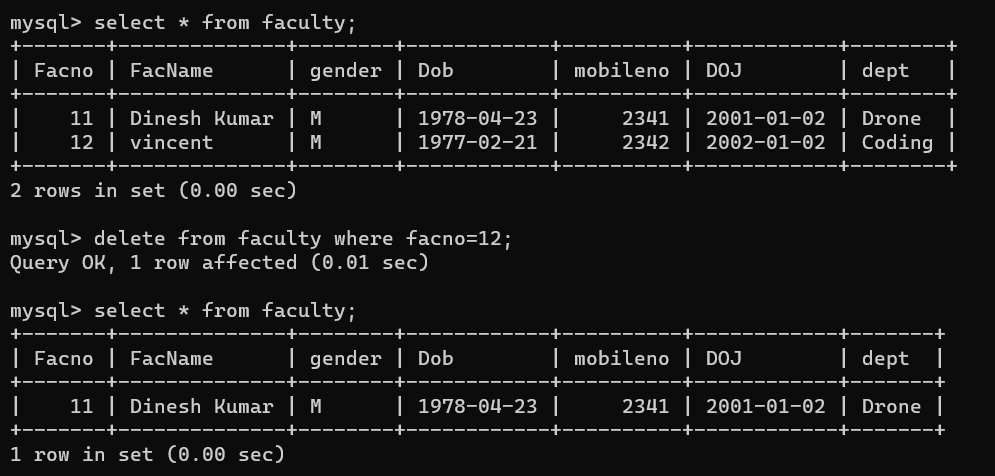 mysql> select * from faculty;
+-------+--------------+--------+------------+----------+------------+--------+
| Facno | FacName      | gender | Dob        | mobileno | DOJ        | dept   |
+-------+--------------+--------+------------+----------+------------+--------+
|    11 | Dinesh Kumar | M      | 1978-04-23 |     2341 | 2001-01-02 | Drone  |
|    12 | vincent      | M      | 1977-02-21 |     2342 | 2002-01-02 | Coding |
+-------+--------------+--------+------------+----------+------------+--------+
2 rows in set (0.00 sec)

mysql> delete from faculty where facno=12;
Query OK, 1 row affected (0.01 sec)

mysql> select * from faculty;
+-------+--------------+--------+------------+----------+------------+-------+
| Facno | FacName      | gender | Dob        | mobileno | DOJ        | dept  |
+-------+--------------+--------+------------+----------+------------+-------+
|    11 | Dinesh Kumar | M      | 1978-04-23 |     2341 | 2001-01-02 | Drone |
+-------+--------------+--------+------------+----------+------------+-------+
1 row in set (0.00 sec)